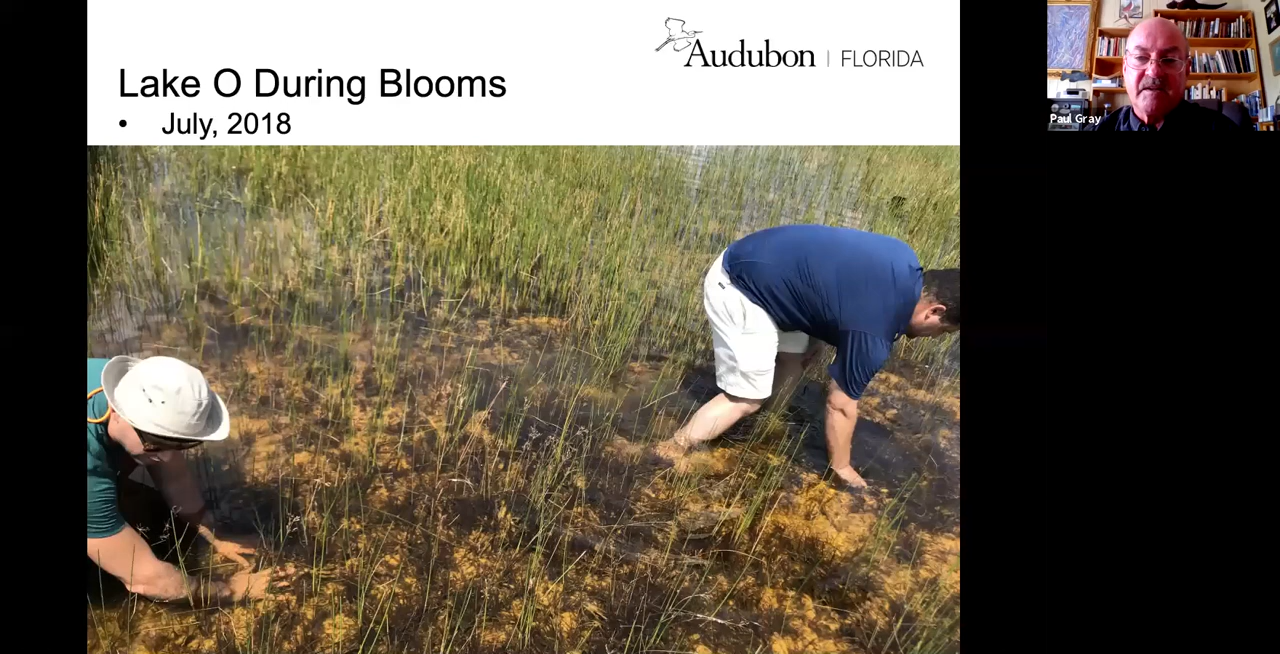 Audubon | FLORIDA
Lake O During Blooms
• July, 2018
Paul Gray